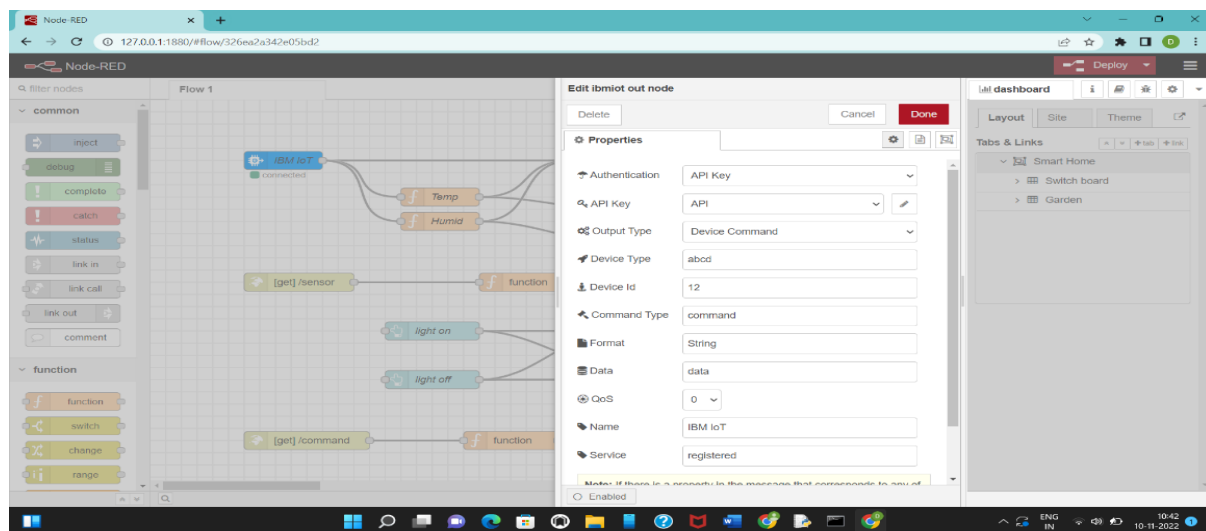 Node-RED
127.0.0.1:1880/#flow/326ea2a342e05bd2
D
Node-RED
Deploy
filter nodes
Flow 1
common
inject
debug
complete
catch
status
link in
link call
link out
comment
function
function
switch
change
range
IBM IoT
connected
Temp
Humid
[get] /sensor
function
light on
light off
[get] /command
function
Edit ibmiot out node
Delete
Cancel
Done
Properties
Authentication
API Key
API Key
API
Output Type
Device Command
Device Type
abcd
Device Id
12
Command Type
command
Format
String
Data
data
QoS
0
Name
IBM IoT
Service
registered
Note: If there is a property in the message that corresponds to any of
Enabled
dashboard
i
Layout
Site
Theme
Tabs & Links
+ tab
+ link
Smart Home
Switch board
Garden
ENG
IN
10:42
10-11-2022
1